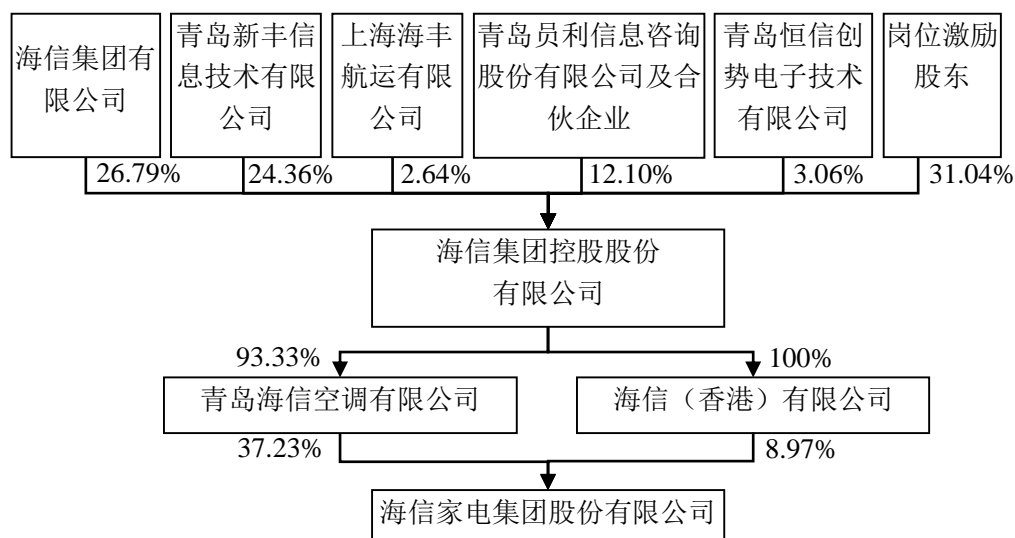 海信集团有
限公司
青岛新丰信
息技术有限
公司
上海海丰
航运有限
公司
青岛员利信息咨询
股份有限公司及合
伙企业
青岛恒信创
势电子技术
有限公司
岗位激励
股东
26.79%
24.36%
2.64%
12.10%
3.06%
31.04%
海信集团控股股份
有限公司
93.33%
100%
青岛海信空调有限公司
海信（香港）有限公司
37.23%
8.97%
海信家电集团股份有限公司